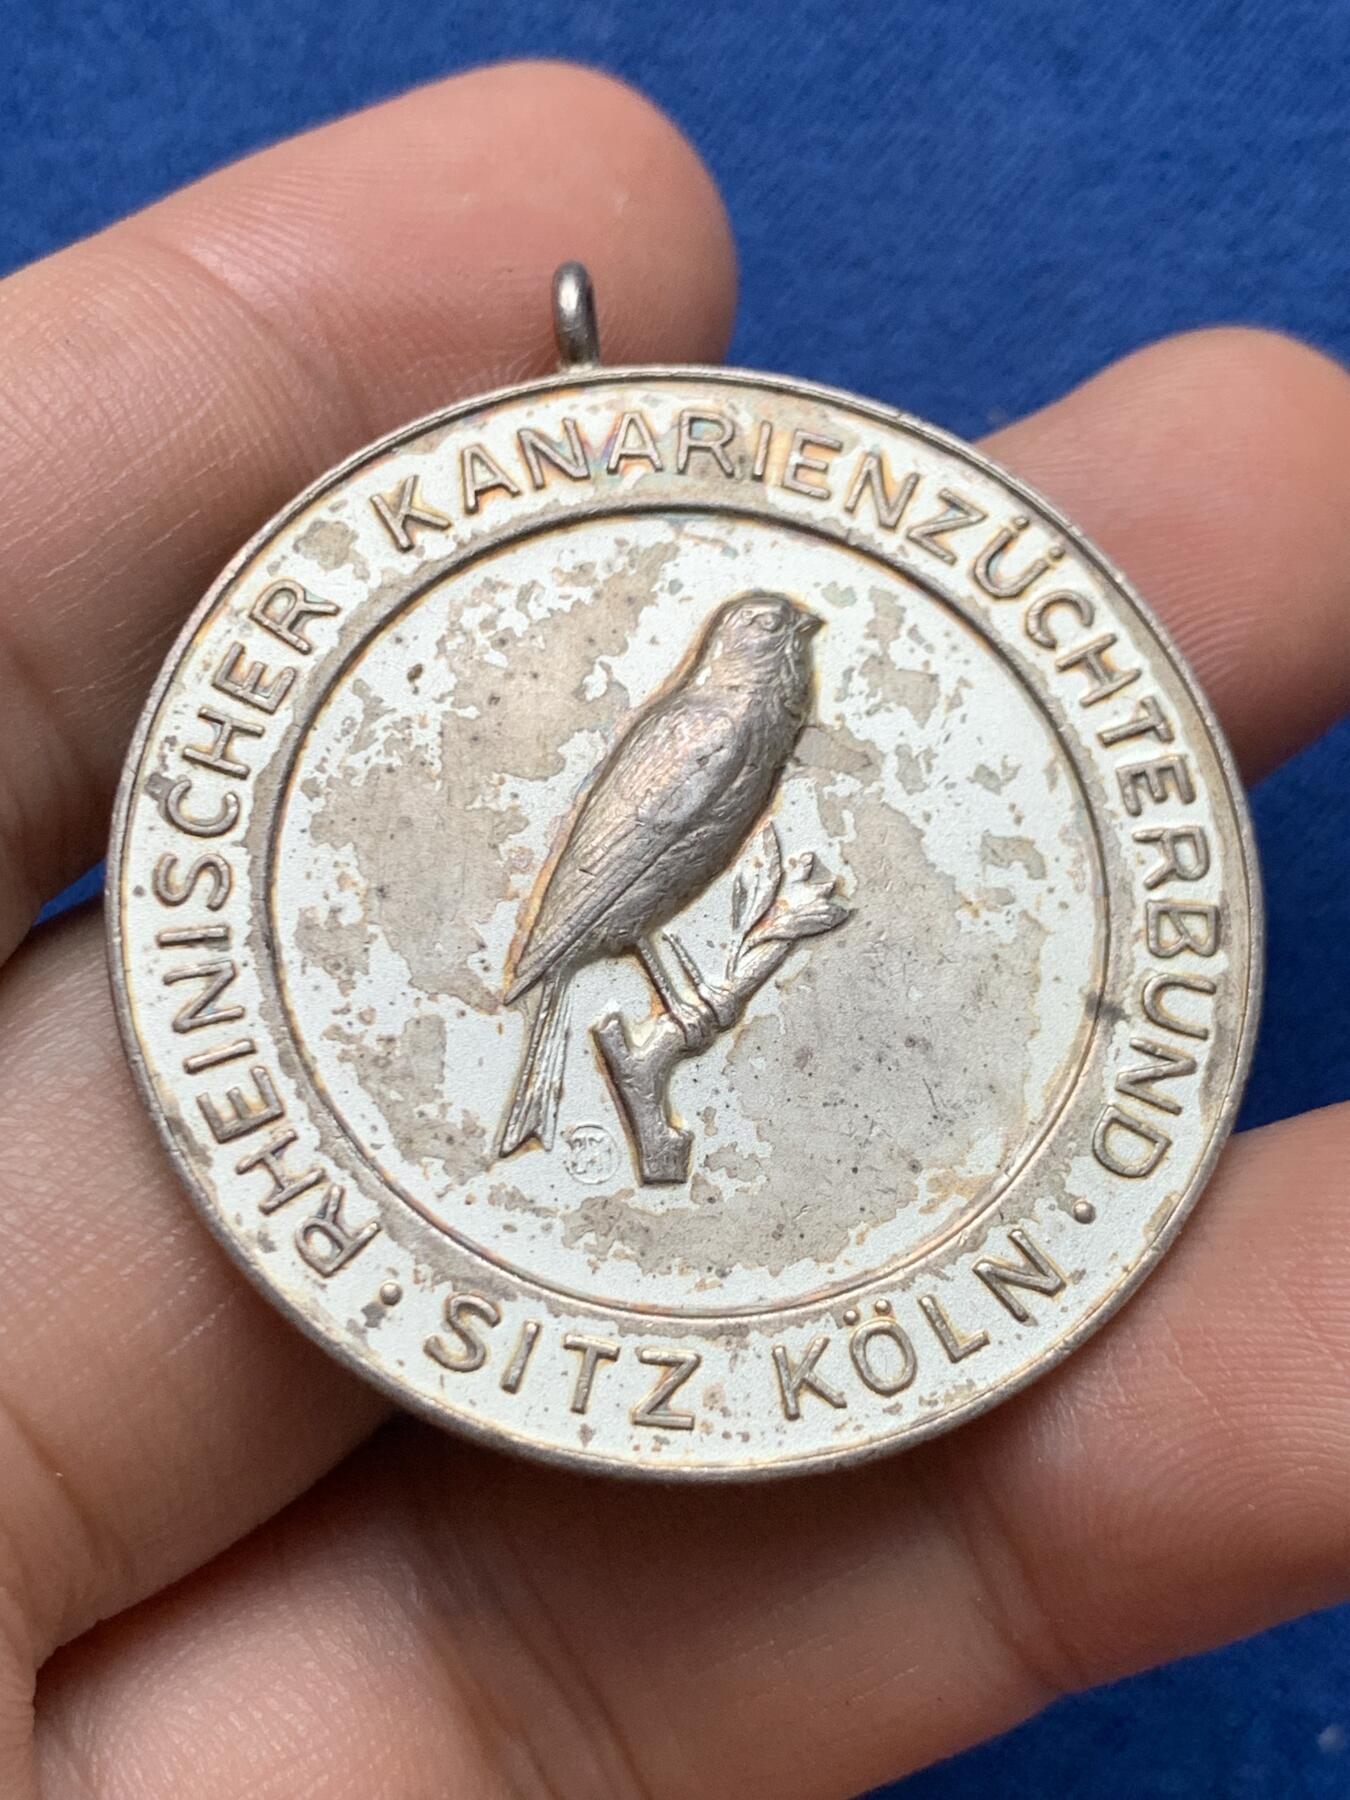 RHEINISCHER KANARIENZÜCHTERBUND
· SITZ KÖLN ·